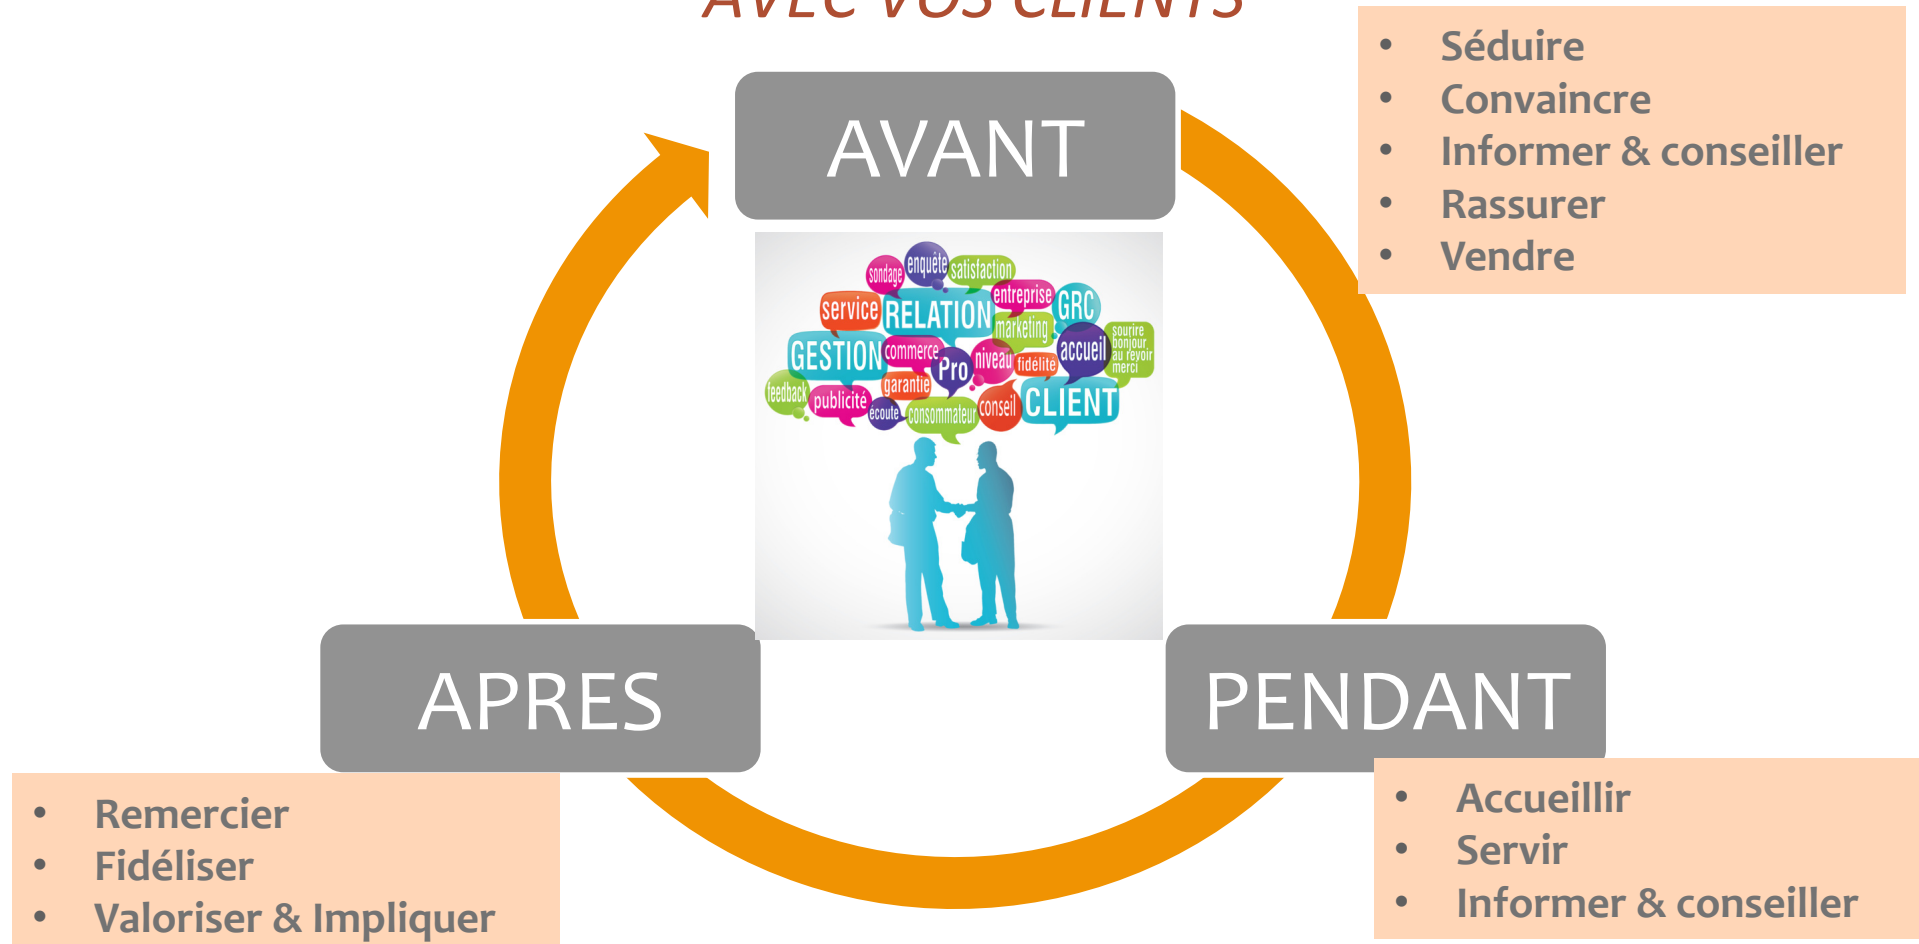 AVEC VOS CLIENTS
• Séduire
• Convaincre
• Informer & conseiller
• Rassurer
• Vendre
AVANT
sondage
enquête
satisfaction
service
RELATION
entreprise
GRC
marketing
sourire
bonjour
au revoir
merci
GESTION
commerce
Pro
niveau
fidélité
accueil
feedback
publicité
garantie
écoute
consommateur
conseil
CLIENT
APRES
PENDANT
• Remercier
• Fidéliser
• Valoriser & Impliquer
• Accueillir
• Servir
• Informer & conseiller